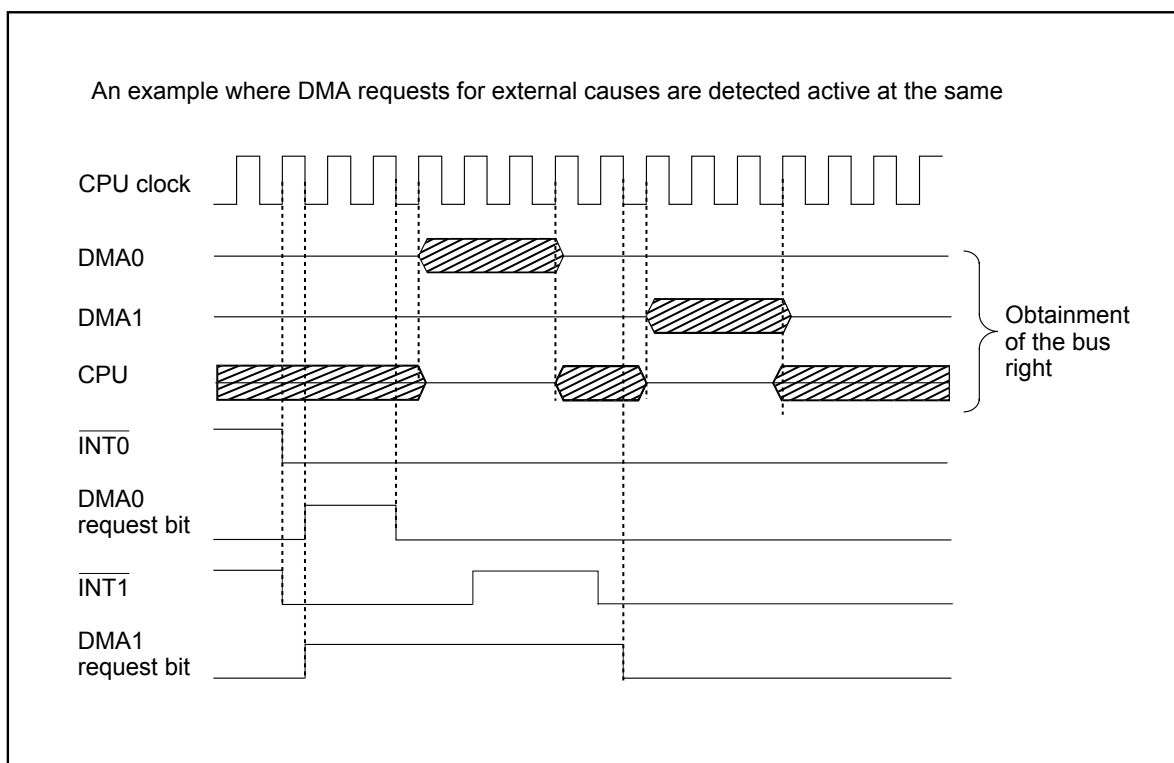 An example where DMA requests for external causes are detected active at the same
CPU clock
DMA0
DMA1
CPU
Obtainment
of the bus
right
INT0
DMA0
request bit
INT1
DMA1
request bit